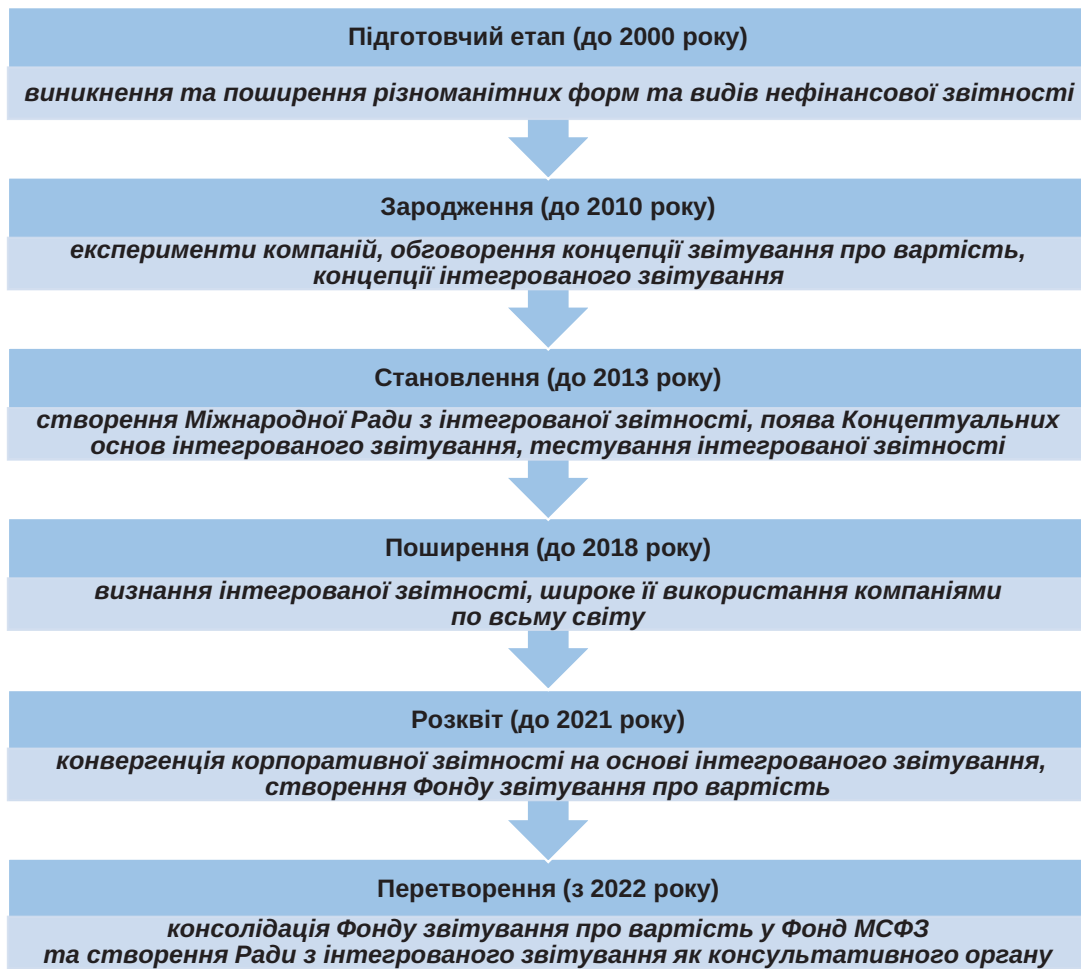 Підготовчий етап (до 2000 року)
виникнення та поширення різноманітних форм та видів нефінансової звітності
Зародження (до 2010 року)
експерименти компаній, обговорення концепції звітування про вартість,
концепції інтегрованого звітування
Становлення (до 2013 року)
створення Міжнародної Ради з інтегрованої звітності, поява Концептуальних
основ інтегрованого звітування, тестування інтегрованої звітності
Поширення (до 2018 року)
визнання інтегрованої звітності, широке її використання компаніями
по всьому світу
Розквіт (до 2021 року)
конвергенція корпоративної звітності на основі інтегрованого звітування,
створення Фонду звітування про вартість
Перетворення (з 2022 року)
консолідація Фонду звітування про вартість у Фонд МСФЗ
та створення Ради з інтегрованого звітування як консультативного органу